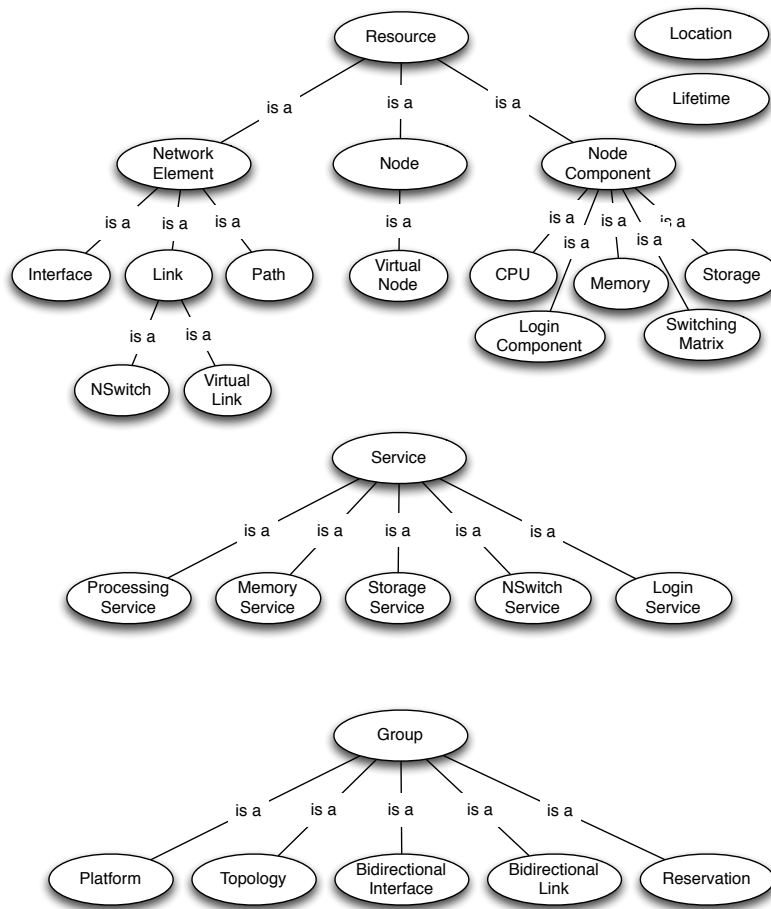 Resource
Location
Lifetime
is a
is a
is a
Network
Element
Node
Node
Component
is a
is a
is a
is a
is a
is a
is a
is a
is a
Interface
Link
Path
Virtual
Node
CPU
Memory
Storage
Login
Component
Switching
Matrix
is a
is a
NSwitch
Virtual
Link
Service
is a
is a
is a
is a
is a
Processing
Service
Memory
Service
Storage
Service
NSwitch
Service
Login
Service
Group
is a
is a
is a
is a
is a
Platform
Topology
Bidirectional
Interface
Bidirectional
Link
Reservation